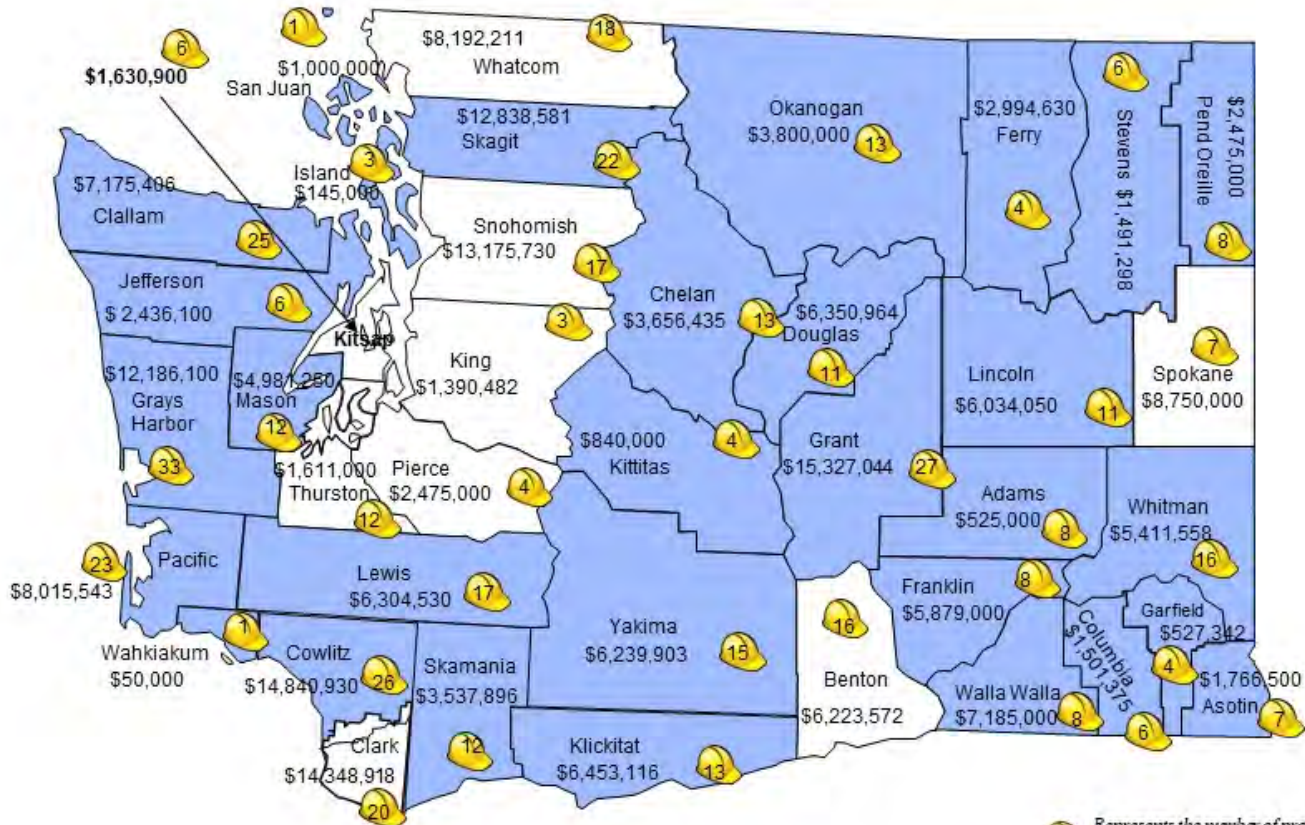 1
18
6
$8,192,211
Whatcom
$1,630,900
$1,000,000
San Juan
6
$12,838,581
Skagit
22
Okanogan
$3,800,000
13
$2,994,630
Ferry
4
Stevens $1,491,298
$2,475,000
Pend Oreille
8
3
Island
$145,000
$7,175,406
Clallam
25
Snohomish
$13,175,730
17
Jefferson
$ 2,436,100
6
Chelan
$3,656,435
13
$6,350,964
Douglas
11
Kitsap
3
King
$1,390,482
7
Spokane
$8,750,000
Lincoln
$6,034,050
11
$12,186,100
Grays
Harbor
33
$4,981,250
Mason
12
$840,000
Kittitas
4
Grant
$15,327,044
27
$1,611,000
Thurston
12
Pierce
$2,475,000
4
Adams
$525,000
8
Whitman
$5,411,558
16
23
$8,015,543
Pacific
Lewis
$6,304,530
17
Franklin
$5,879,000
8
Yakima
$6,239,903
15
16
Benton
$6,223,572
Columbia
$1,501,375
6
Garfield
$527,342
4
1
Wahkiakum
$50,000
Cowlitz
$14,840,930
26
Skamania
$3,537,896
12
Walla Walla
$7,185,000
8
$1,766,500
Asotin
7
Clark
$14,348,918
20
Klickitat
$6,453,116
13
Represents the number of